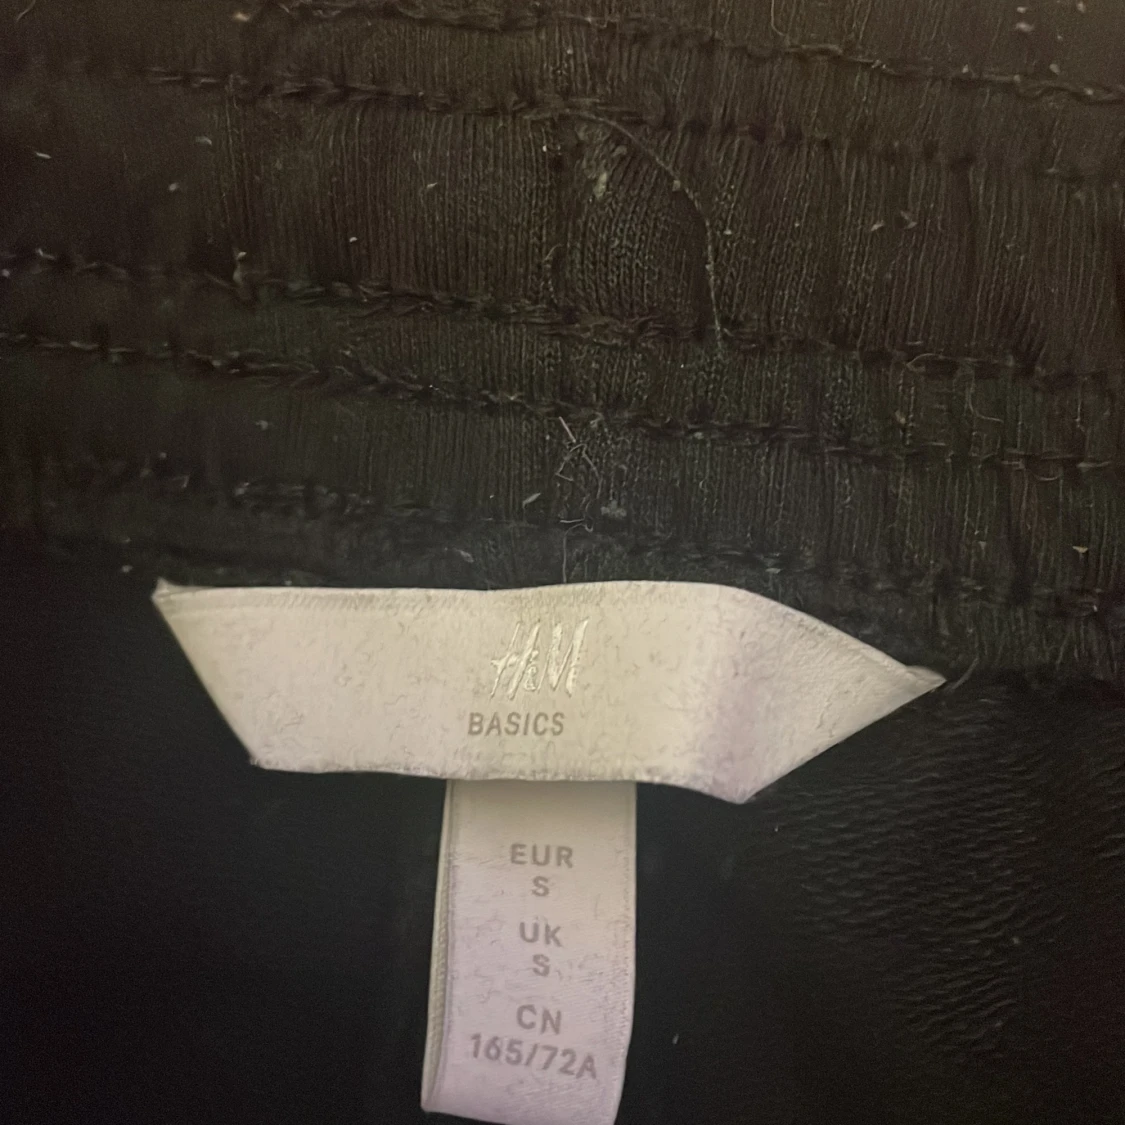 H&M
BASICS
EUR
S
UK
S
CN
165/72A